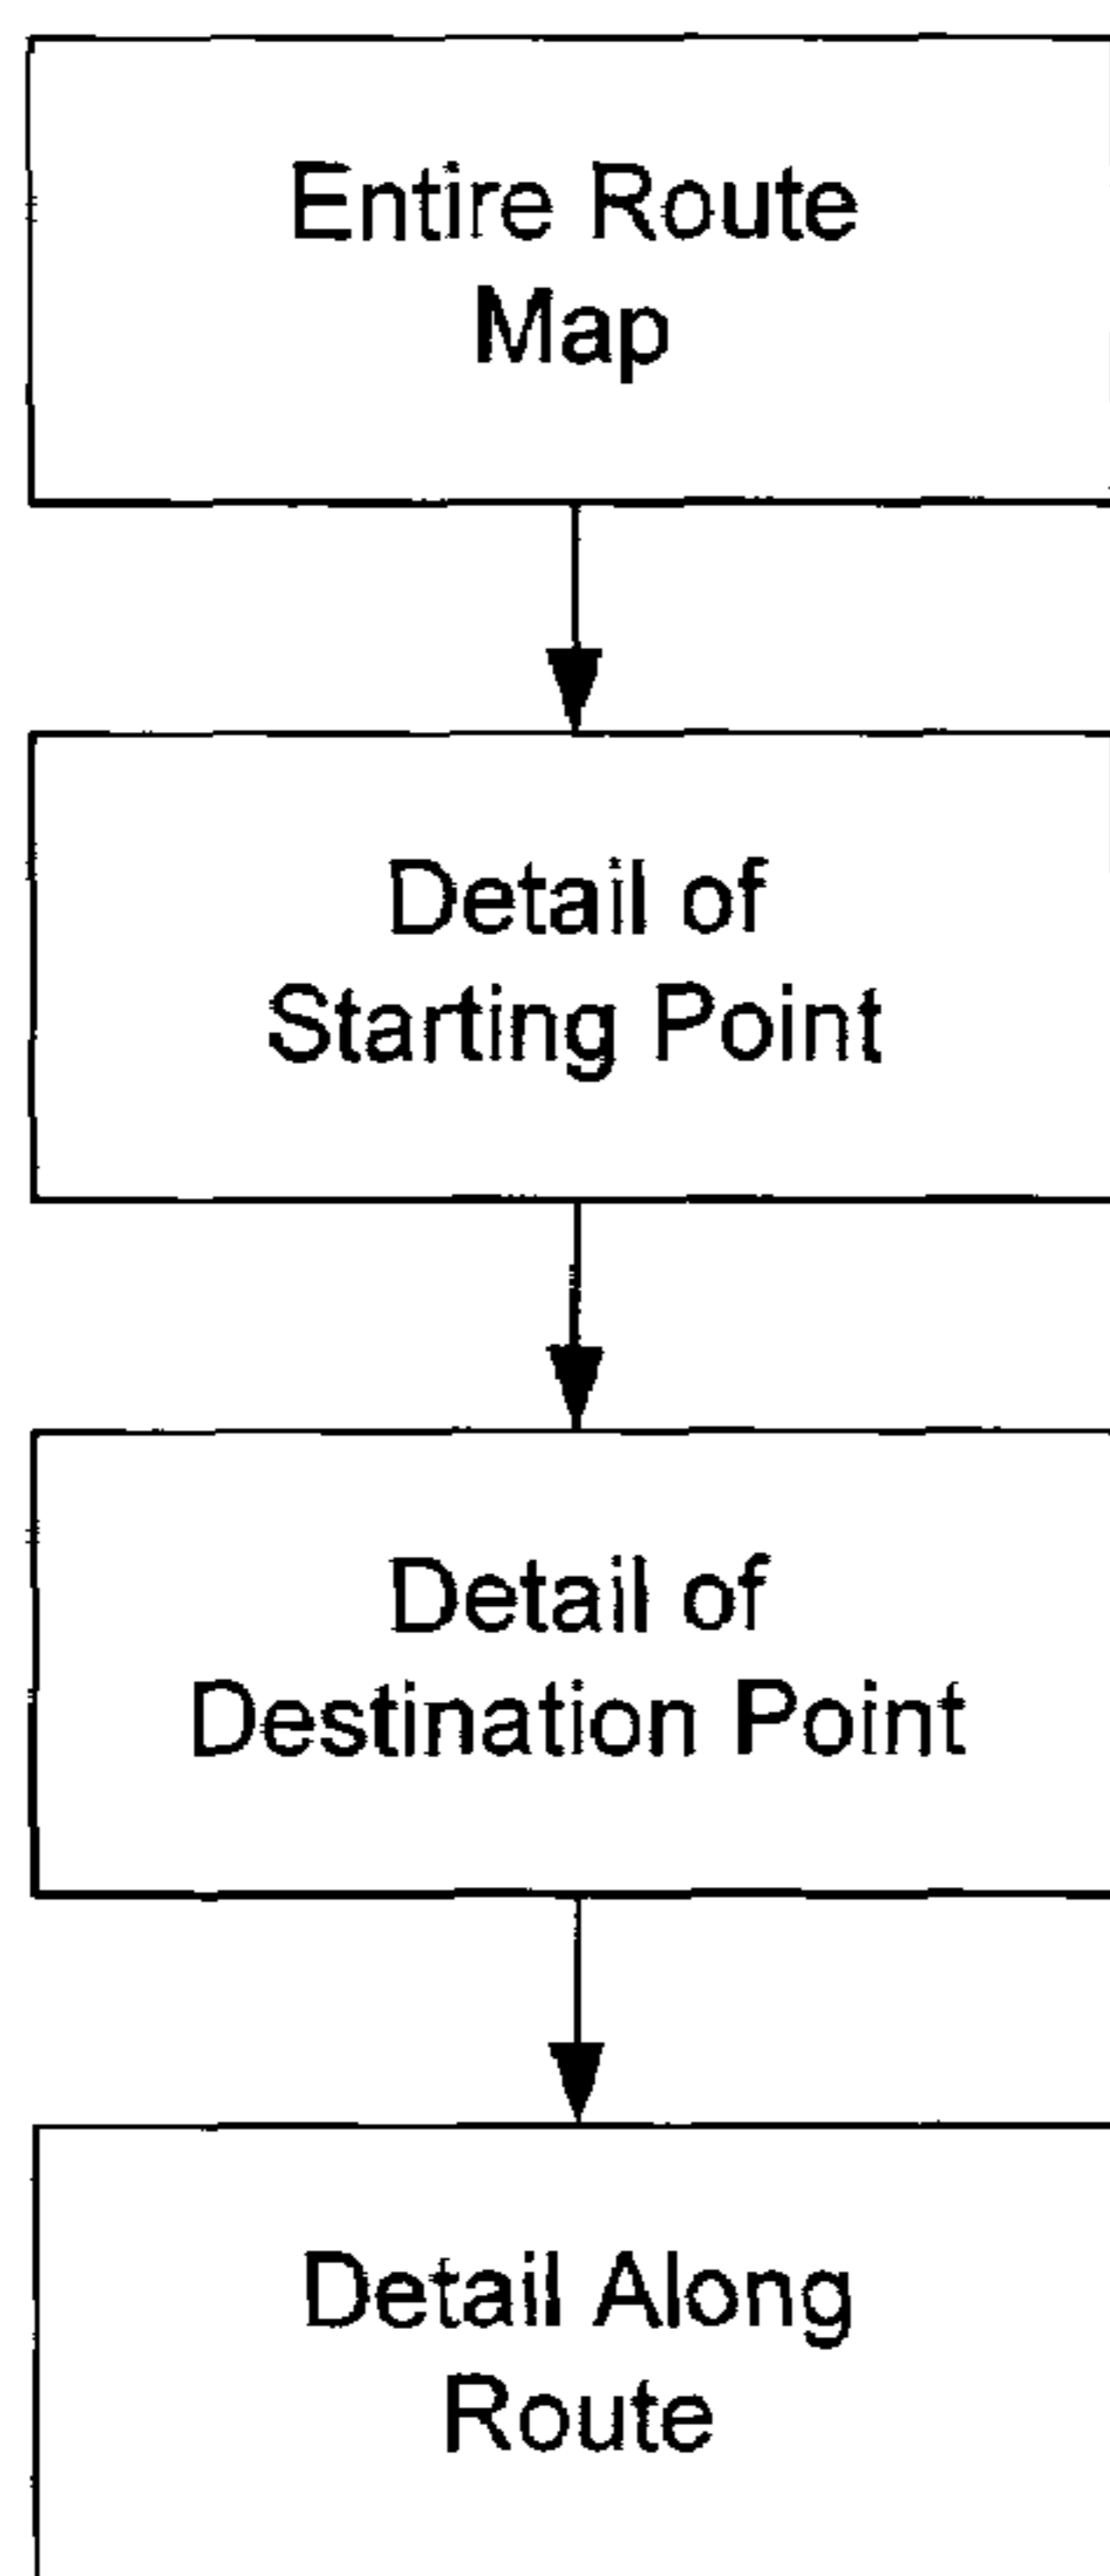 Entire Route
Map
Detail of
Starting Point
Detail of
Destination Point
Detail Along
Route